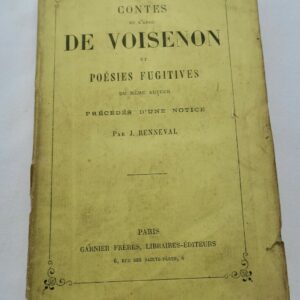 CONTES
DE L'ABBÉ
DE VOISENON
ET
POÉSIES FUGITIVES
DU MÊME AUTEUR
PRÉCÉDÉS D'UNE NOTICE
PAR J. RENSEVAL
PARIS
GARNIER FRÈRES, LIBRAIRES-ÉDITEURS
6, RUE DES SAINTS-PÈRES, 6